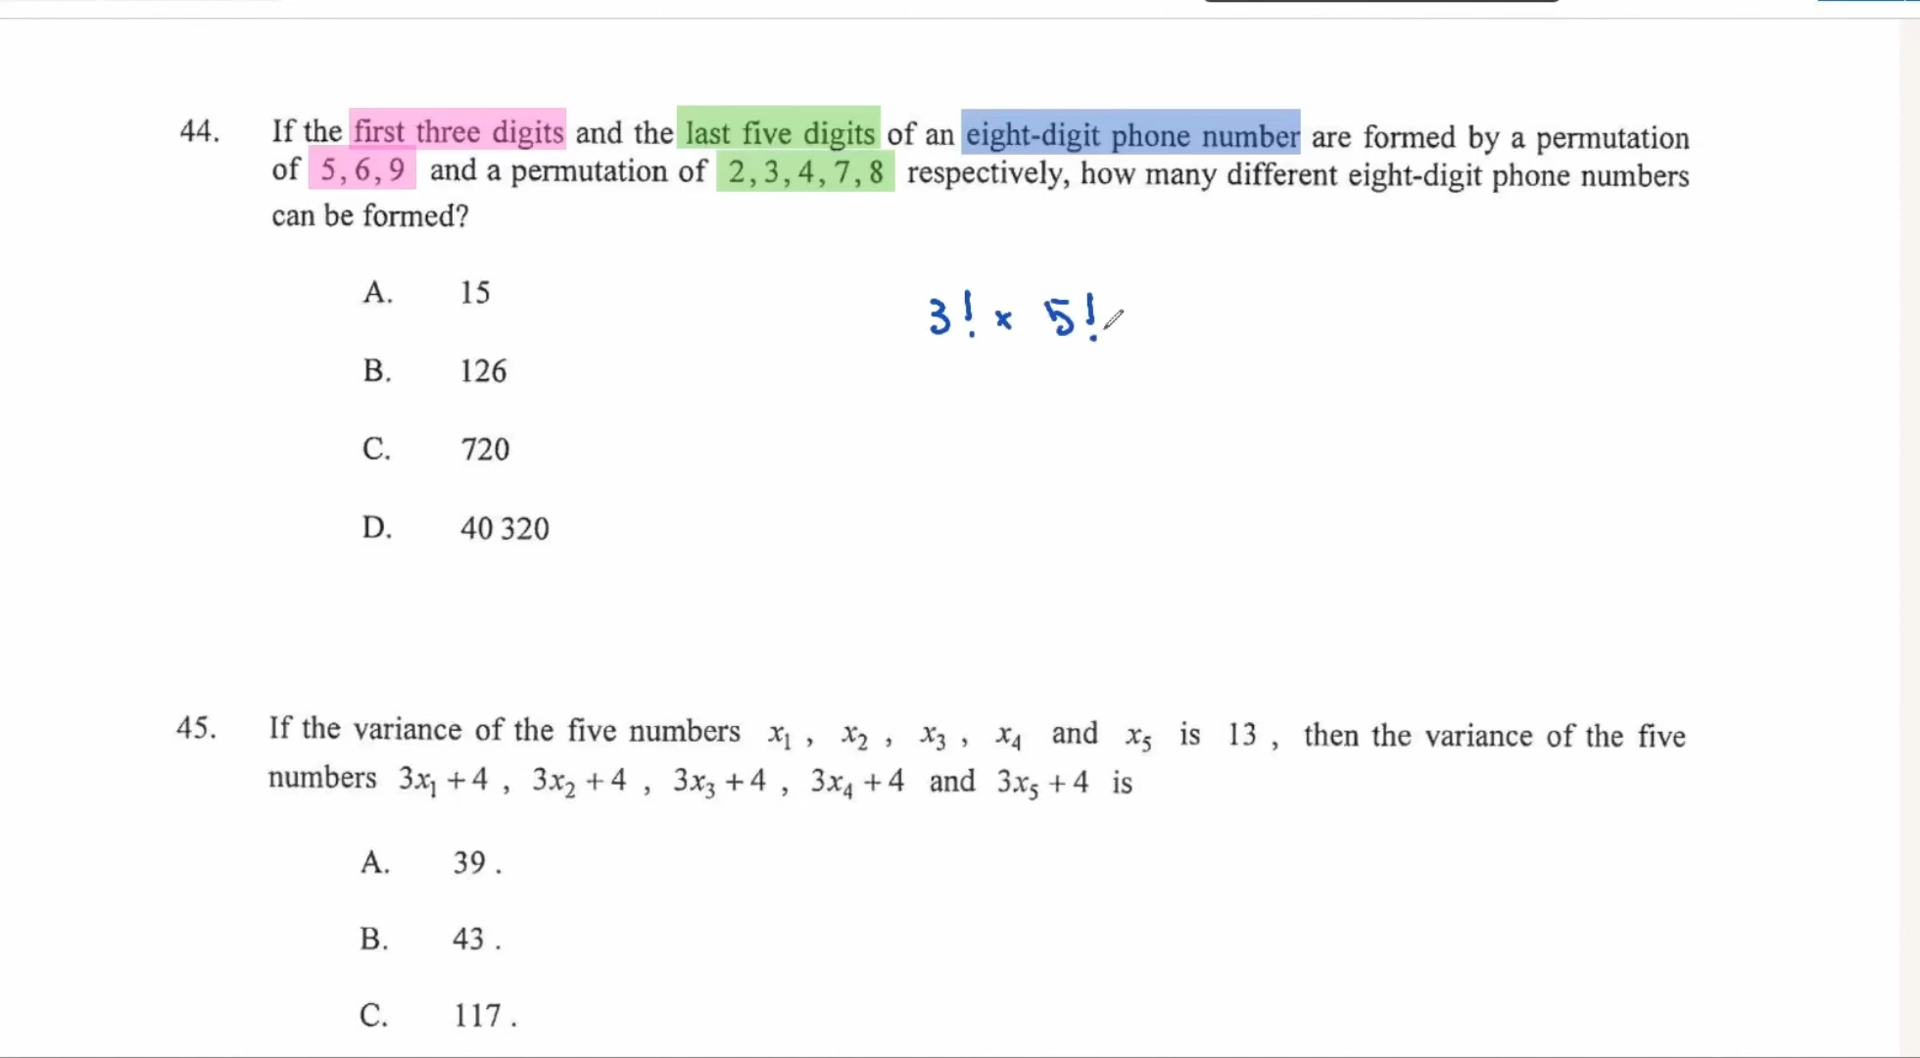 44. If the first three digits and the last five digits of an eight-digit phone number are formed by a permutation
of 5, 6, 9 and a permutation of 2, 3, 4, 7, 8 respectively, how many different eight-digit phone numbers
can be formed?
A. 15
3! × 5!
B. 126
C. 720
D. 40 320
45. If the variance of the five numbers x₁ , x₂ , x₃ , x₄ and x₅ is 13 , then the variance of the five
numbers 3x₁ + 4 , 3x₂ + 4 , 3x₃ + 4 , 3x₄ + 4 and 3x₅ + 4 is
A. 39 .
B. 43 .
C. 117 .